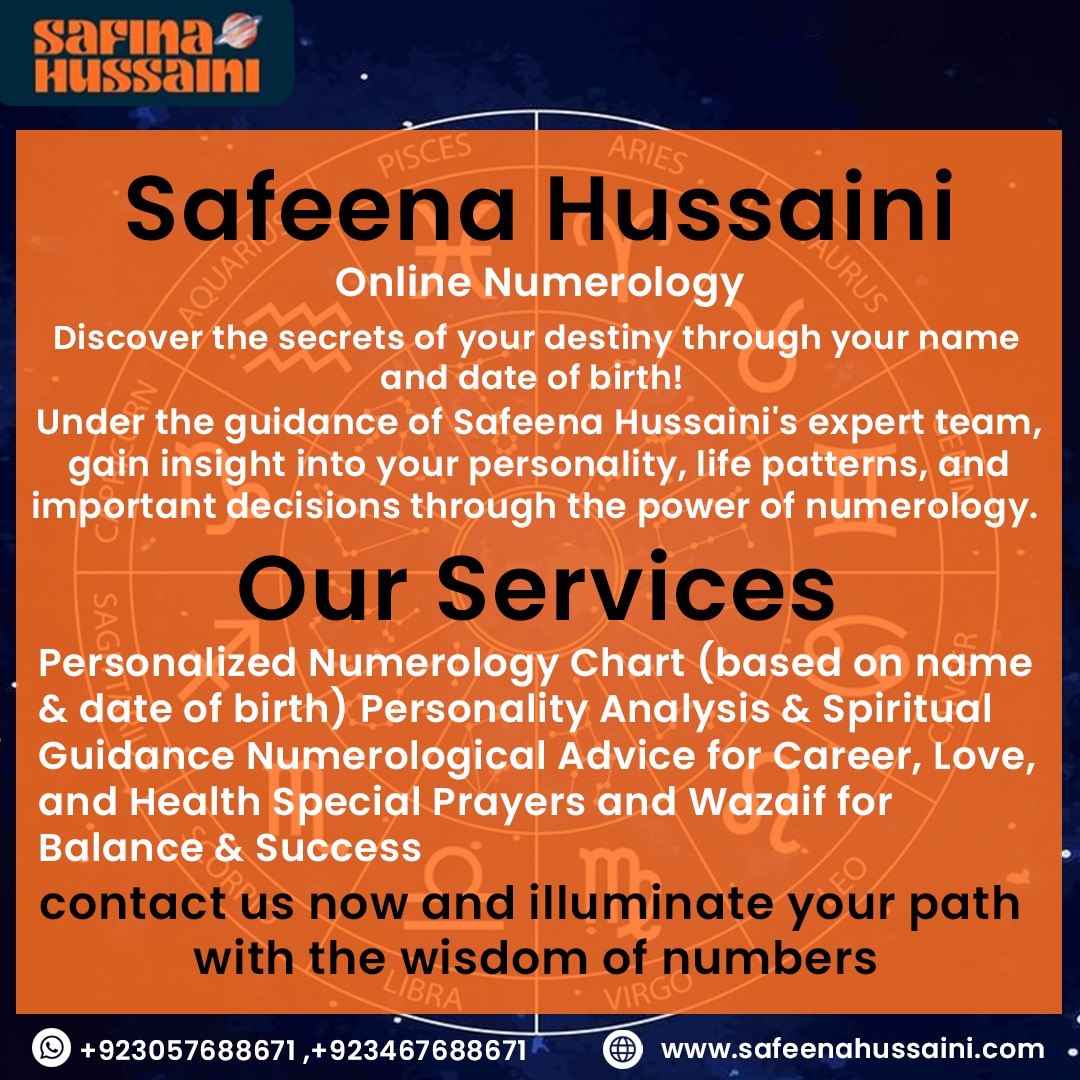 SAFINA
HUSSAINI
PISCES
ARIES
AQUARIUS
TAURUS
Safeena Hussaini
Online Numerology
Discover the secrets of your destiny through your name
and date of birth!
Under the guidance of Safeena Hussaini's expert team,
gain insight into your personality, life patterns, and
important decisions through the power of numerology.
CAPRICORN
Our Services
Personalized Numerology Chart (based on name
& date of birth) Personality Analysis & Spiritual
Guidance Numerological Advice for Career, Love,
and Health Special Prayers and Wazaif for
Balance & Success
LEO
contact us now and illuminate your path
with the wisdom of numbers
LIBRA
VIRGO
+923057688671 ,+923467688671
www.safeenahussaini.com